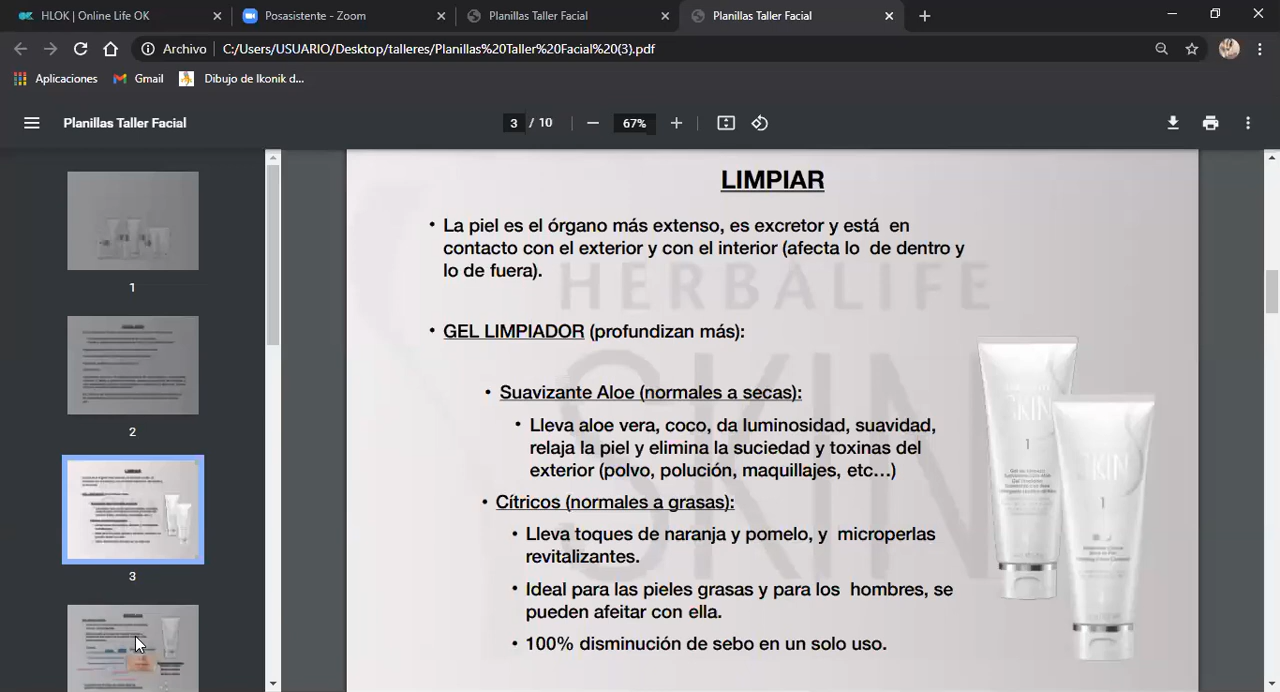 HLOK | Online Life OK
Posasistente - Zoom
Planillas Taller Facial
Planillas Taller Facial
Archivo
C:/Users/USUARIO/Desktop/talleres/Planillas%20Taller%20Facial%20(3).pdf
Aplicaciones
Gmail
Dibujo de Ikonik d...
Planillas Taller Facial
3 / 10
67%
1
2
3
LIMPIAR
• La piel es el órgano más extenso, es excretor y está en
contacto con el exterior y con el interior (afecta lo de dentro y
lo de fuera).
HERBALIFE
SKIN
• GEL LIMPIADOR (profundizan más):
• Suavizante Aloe (normales a secas):
• Lleva aloe vera, coco, da luminosidad, suavidad,
relaja la piel y elimina la suciedad y toxinas del
exterior (polvo, polución, maquillajes, etc...)
• Cítricos (normales a grasas):
• Lleva toques de naranja y pomelo, y microperlas
revitalizantes.
• Ideal para las pieles grasas y para los hombres, se
pueden afeitar con ella.
• 100% disminución de sebo en un solo uso.
SKIN
1
SKIN
1